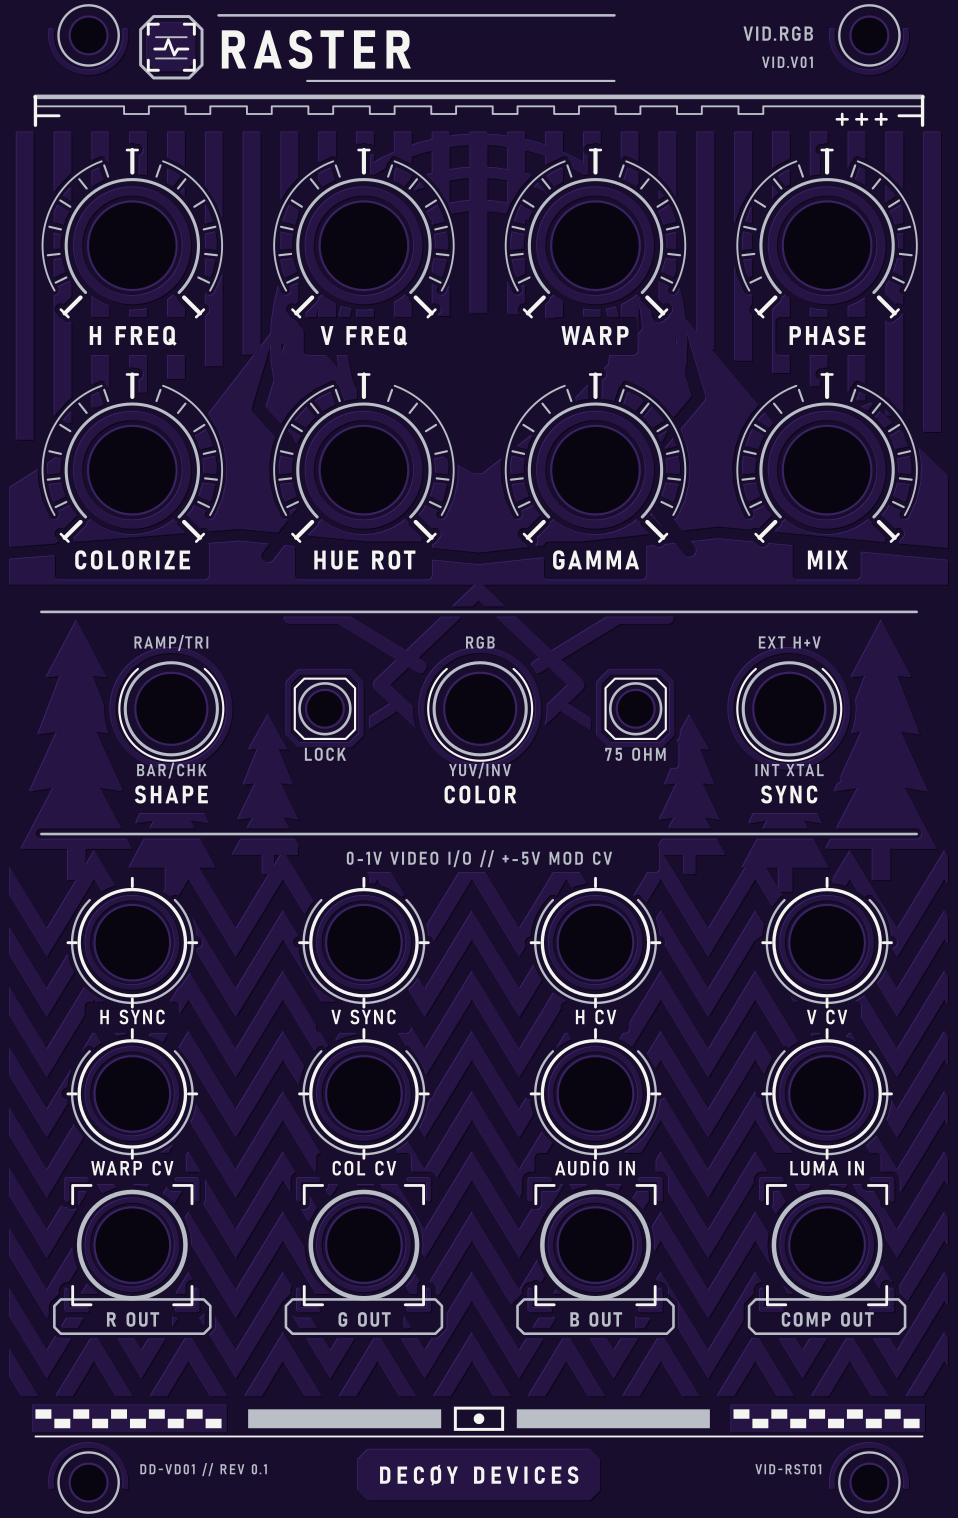 RASTER
VID.RGB
VID.V01
+++
H FREQ
V FREQ
WARP
PHASE
COLORIZE
HUE ROT
GAMMA
MIX
RAMP/TRI
RGB
EXT H+V
LOCK
75 OHM
BAR/CHK
YUV/INV
INT XTAL
SHAPE
COLOR
SYNC
0-1V VIDEO I/O // +-5V MOD CV
H SYNC
V SYNC
H CV
V CV
WARP CV
COL CV
AUDIO IN
LUMA IN
R OUT
G OUT
B OUT
COMP OUT
DD-VD01 // REV 0.1
DECØY DEVICES
VID-RST01